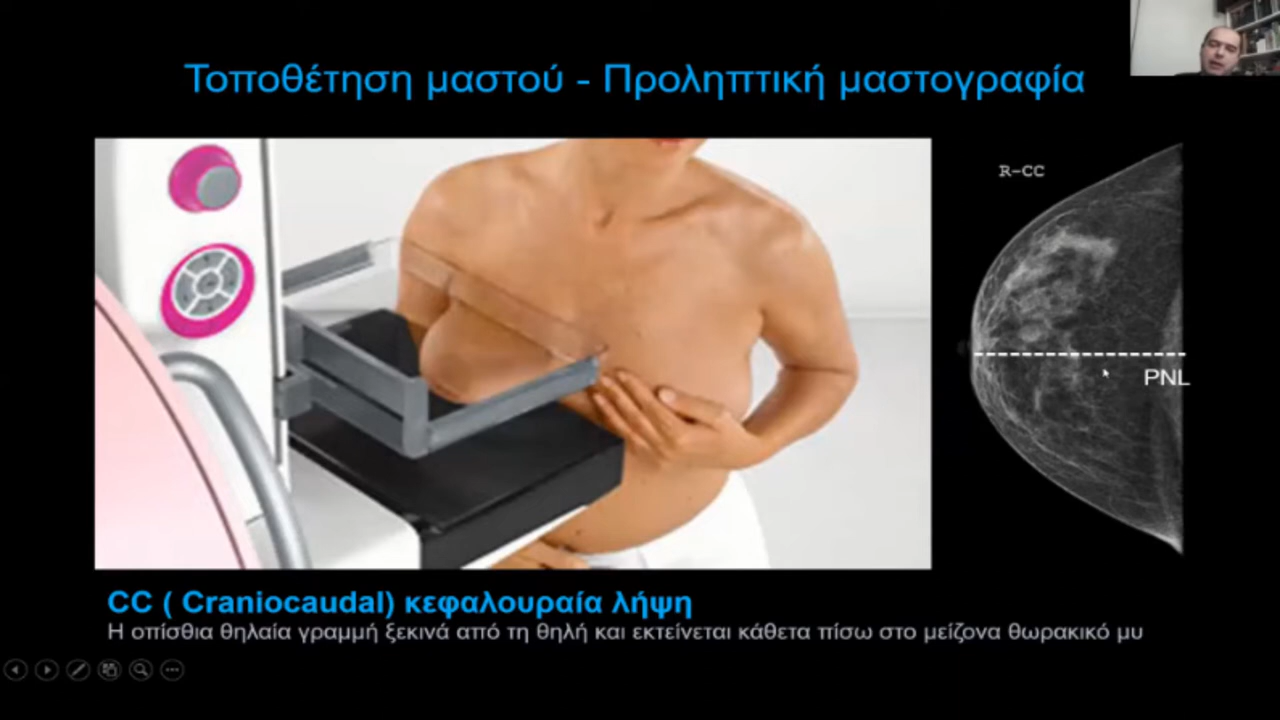 Τοποθέτηση μαστού - Προληπτική μαστογραφία
R-CC
PNL
CC ( Craniocaudal) κεφαλουραία λήψη
Η οπίσθια θηλαία γραμμή ξεκινά από τη θηλή και εκτείνεται κάθετα πίσω στο μείζονα θωρακικό μυ